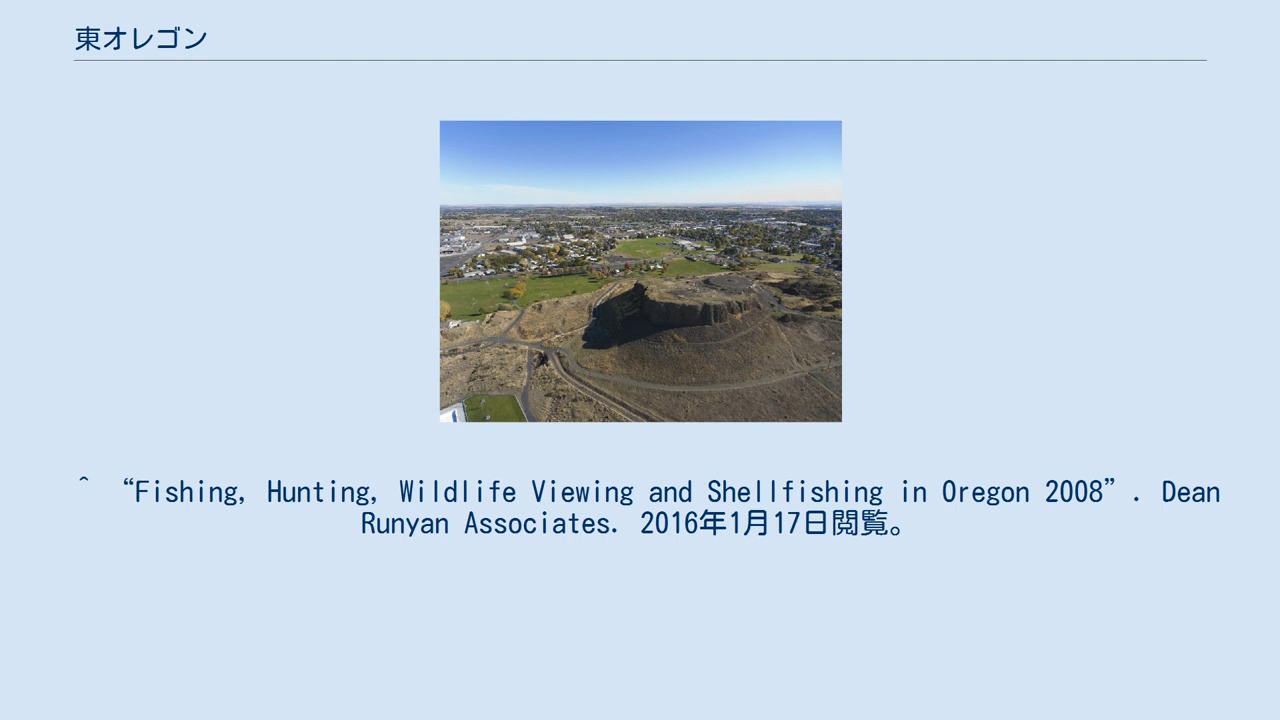 東オレゴン
^ “Fishing, Hunting, Wildlife Viewing and Shellfishing in Oregon 2008”. Dean
Runyan Associates. 2016年1月17日閲覧。